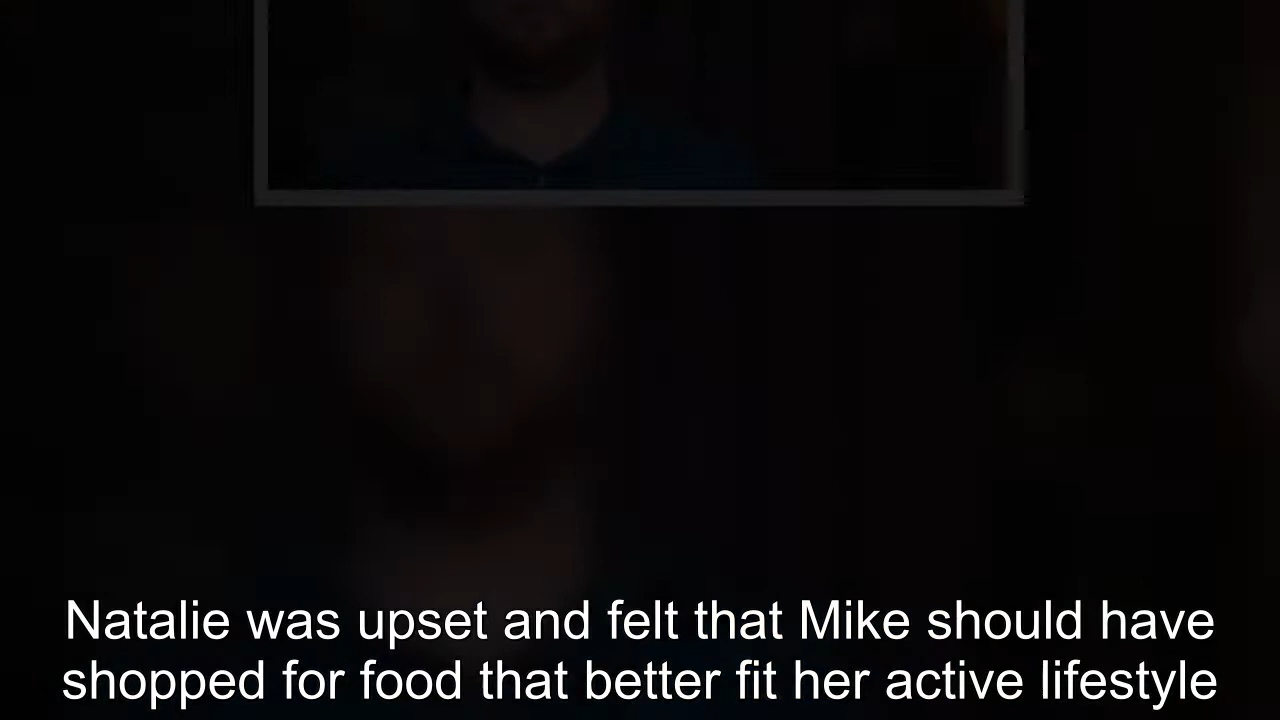 Natalie was upset and felt that Mike should have
shopped for food that better fit her active lifestyle